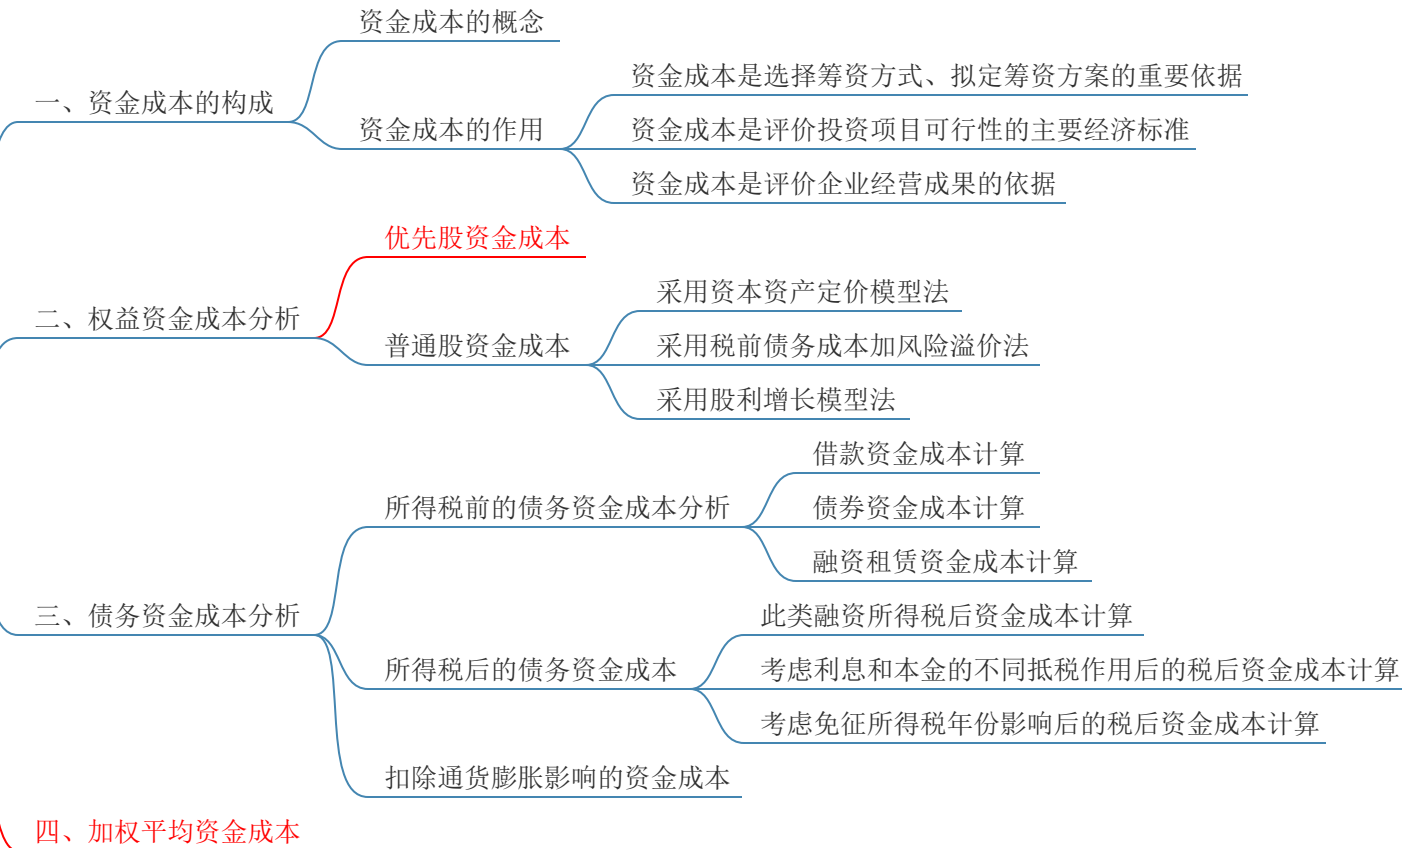 资金成本的概念
资金成本是选择筹资方式、拟定筹资方案的重要依据
一、资金成本的构成
资金成本的作用
资金成本是评价投资项目可行性的主要经济标准
资金成本是评价企业经营成果的依据
优先股资金成本
采用资本资产定价模型法
二、权益资金成本分析
普通股资金成本
采用税前债务成本加风险溢价法
采用股利增长模型法
借款资金成本计算
所得税前的债务资金成本分析
债券资金成本计算
融资租赁资金成本计算
三、债务资金成本分析
此类融资所得税后资金成本计算
所得税后的债务资金成本
考虑利息和本金的不同抵税作用后的税后资金成本计算
考虑免征所得税年份影响后的税后资金成本计算
扣除通货膨胀影响的资金成本
四、加权平均资金成本